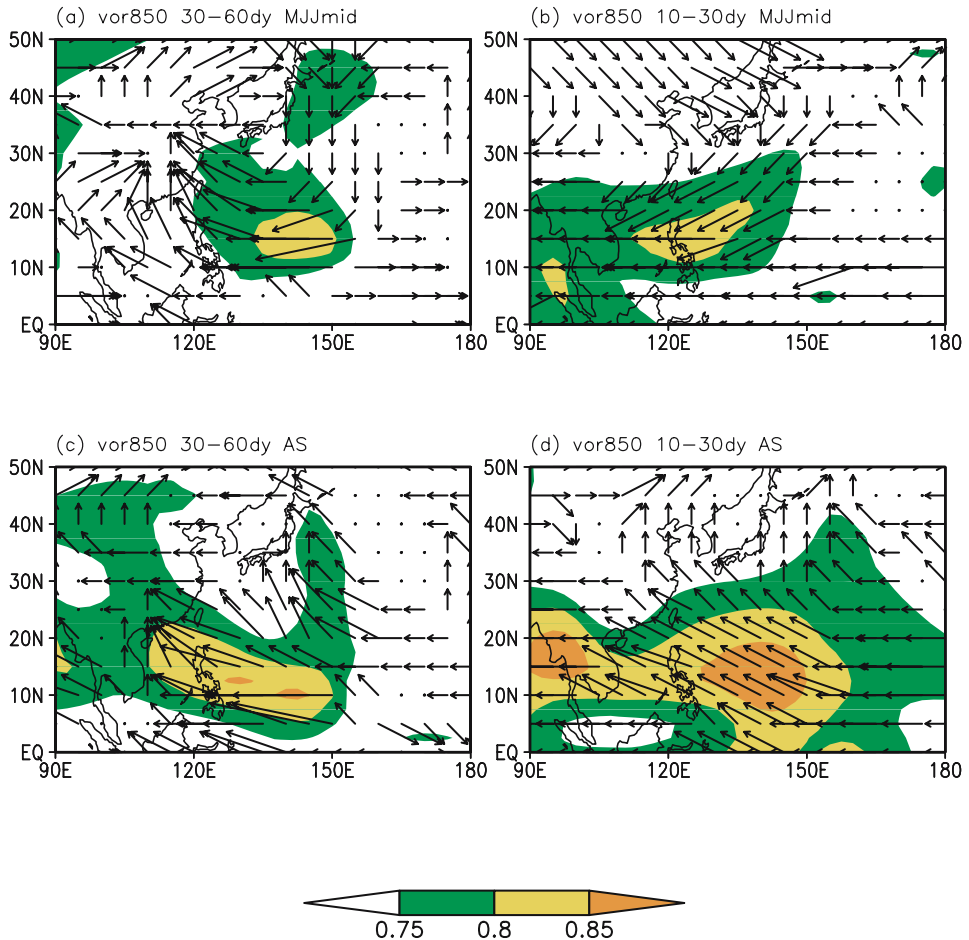 (a) vor850 30-60dy MJJmid
(b) vor850 10-30dy MJJmid
50N
40N
30N
20N
10N
EQ
90E 120E 150E 180
50N
40N
30N
20N
10N
EQ
90E 120E 150E 180
(c) vor850 30-60dy AS
(d) vor850 10-30dy AS
50N
40N
30N
20N
10N
EQ
90E 120E 150E 180
50N
40N
30N
20N
10N
EQ
90E 120E 150E 180
0.75 0.8 0.85